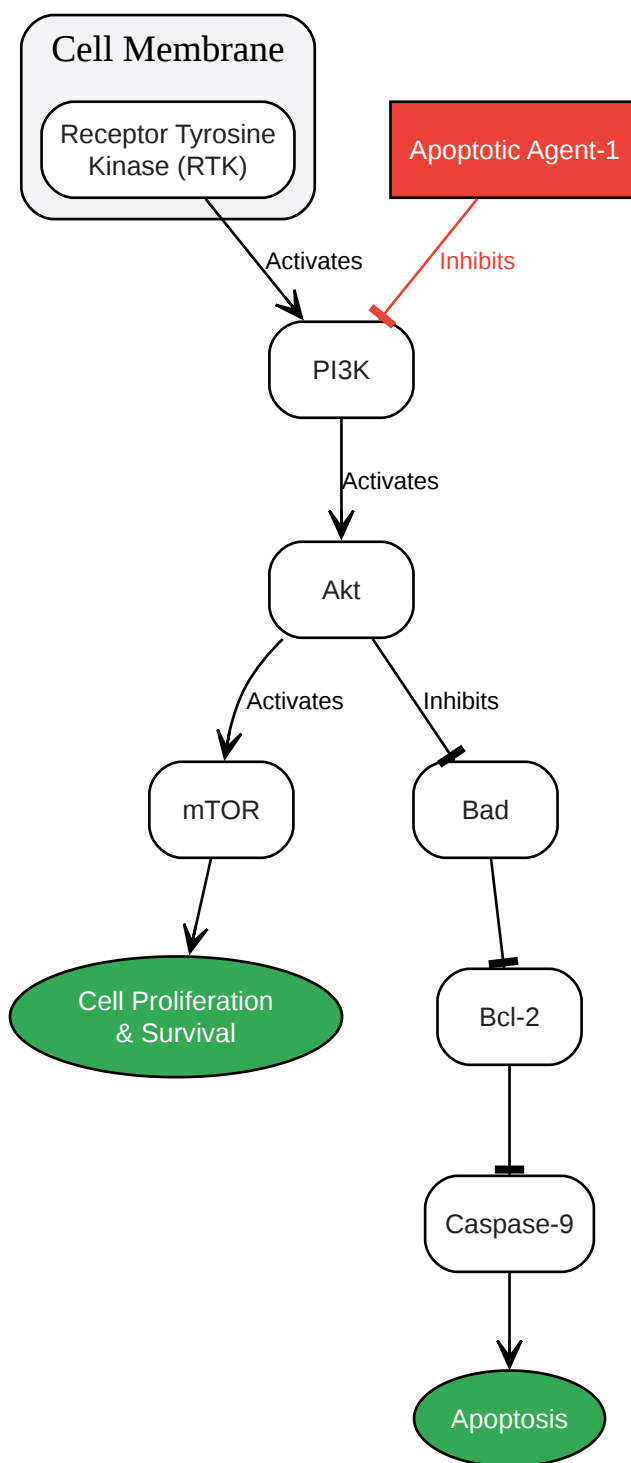 Cell Membrane
Receptor Tyrosine
Kinase (RTK)
Apoptotic Agent-1
Activates
Inhibits
PI3K
Activates
Akt
Activates
Inhibits
mTOR
Bad
Cell Proliferation
& Survival
Bcl-2
Caspase-9
Apoptosis